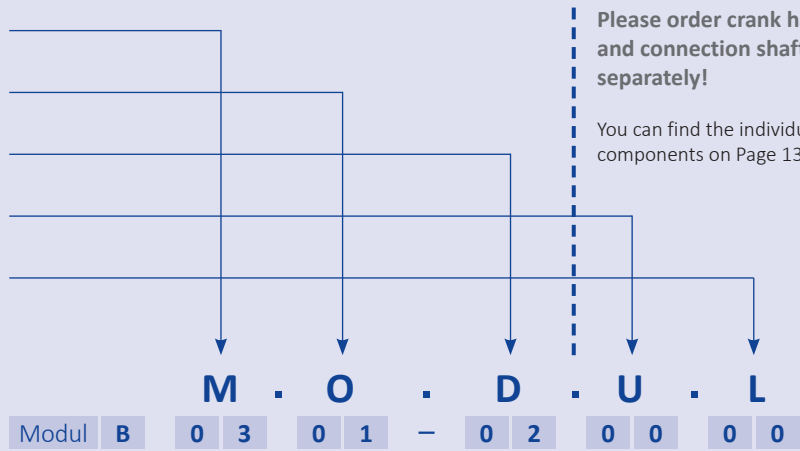 Please order crank h
and connection shaft
separately!
You can find the individu
components on Page 13
M . O . D . U . L
Modul B 0 3 0 1 – 0 2 0 0 0 0